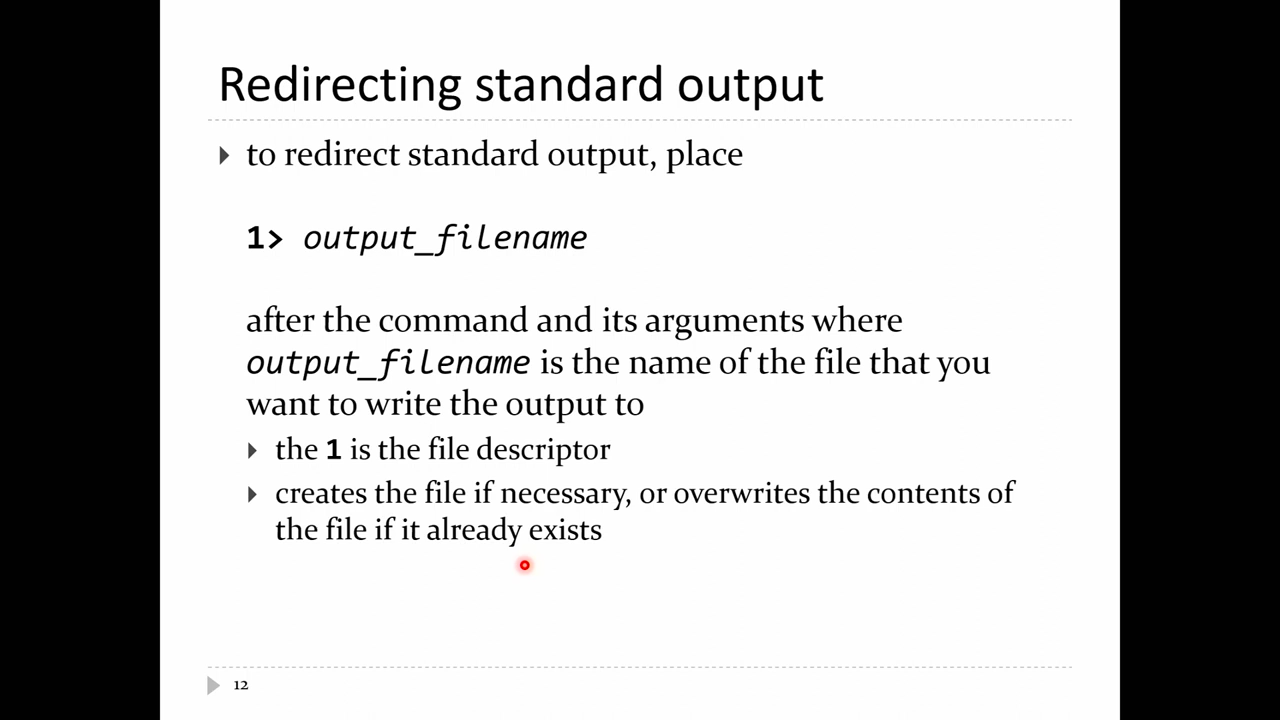 Redirecting standard output
to redirect standard output, place
1> output_filename
after the command and its arguments where
output_filename is the name of the file that you
want to write the output to
the 1 is the file descriptor
creates the file if necessary, or overwrites the contents of
the file if it already exists
12